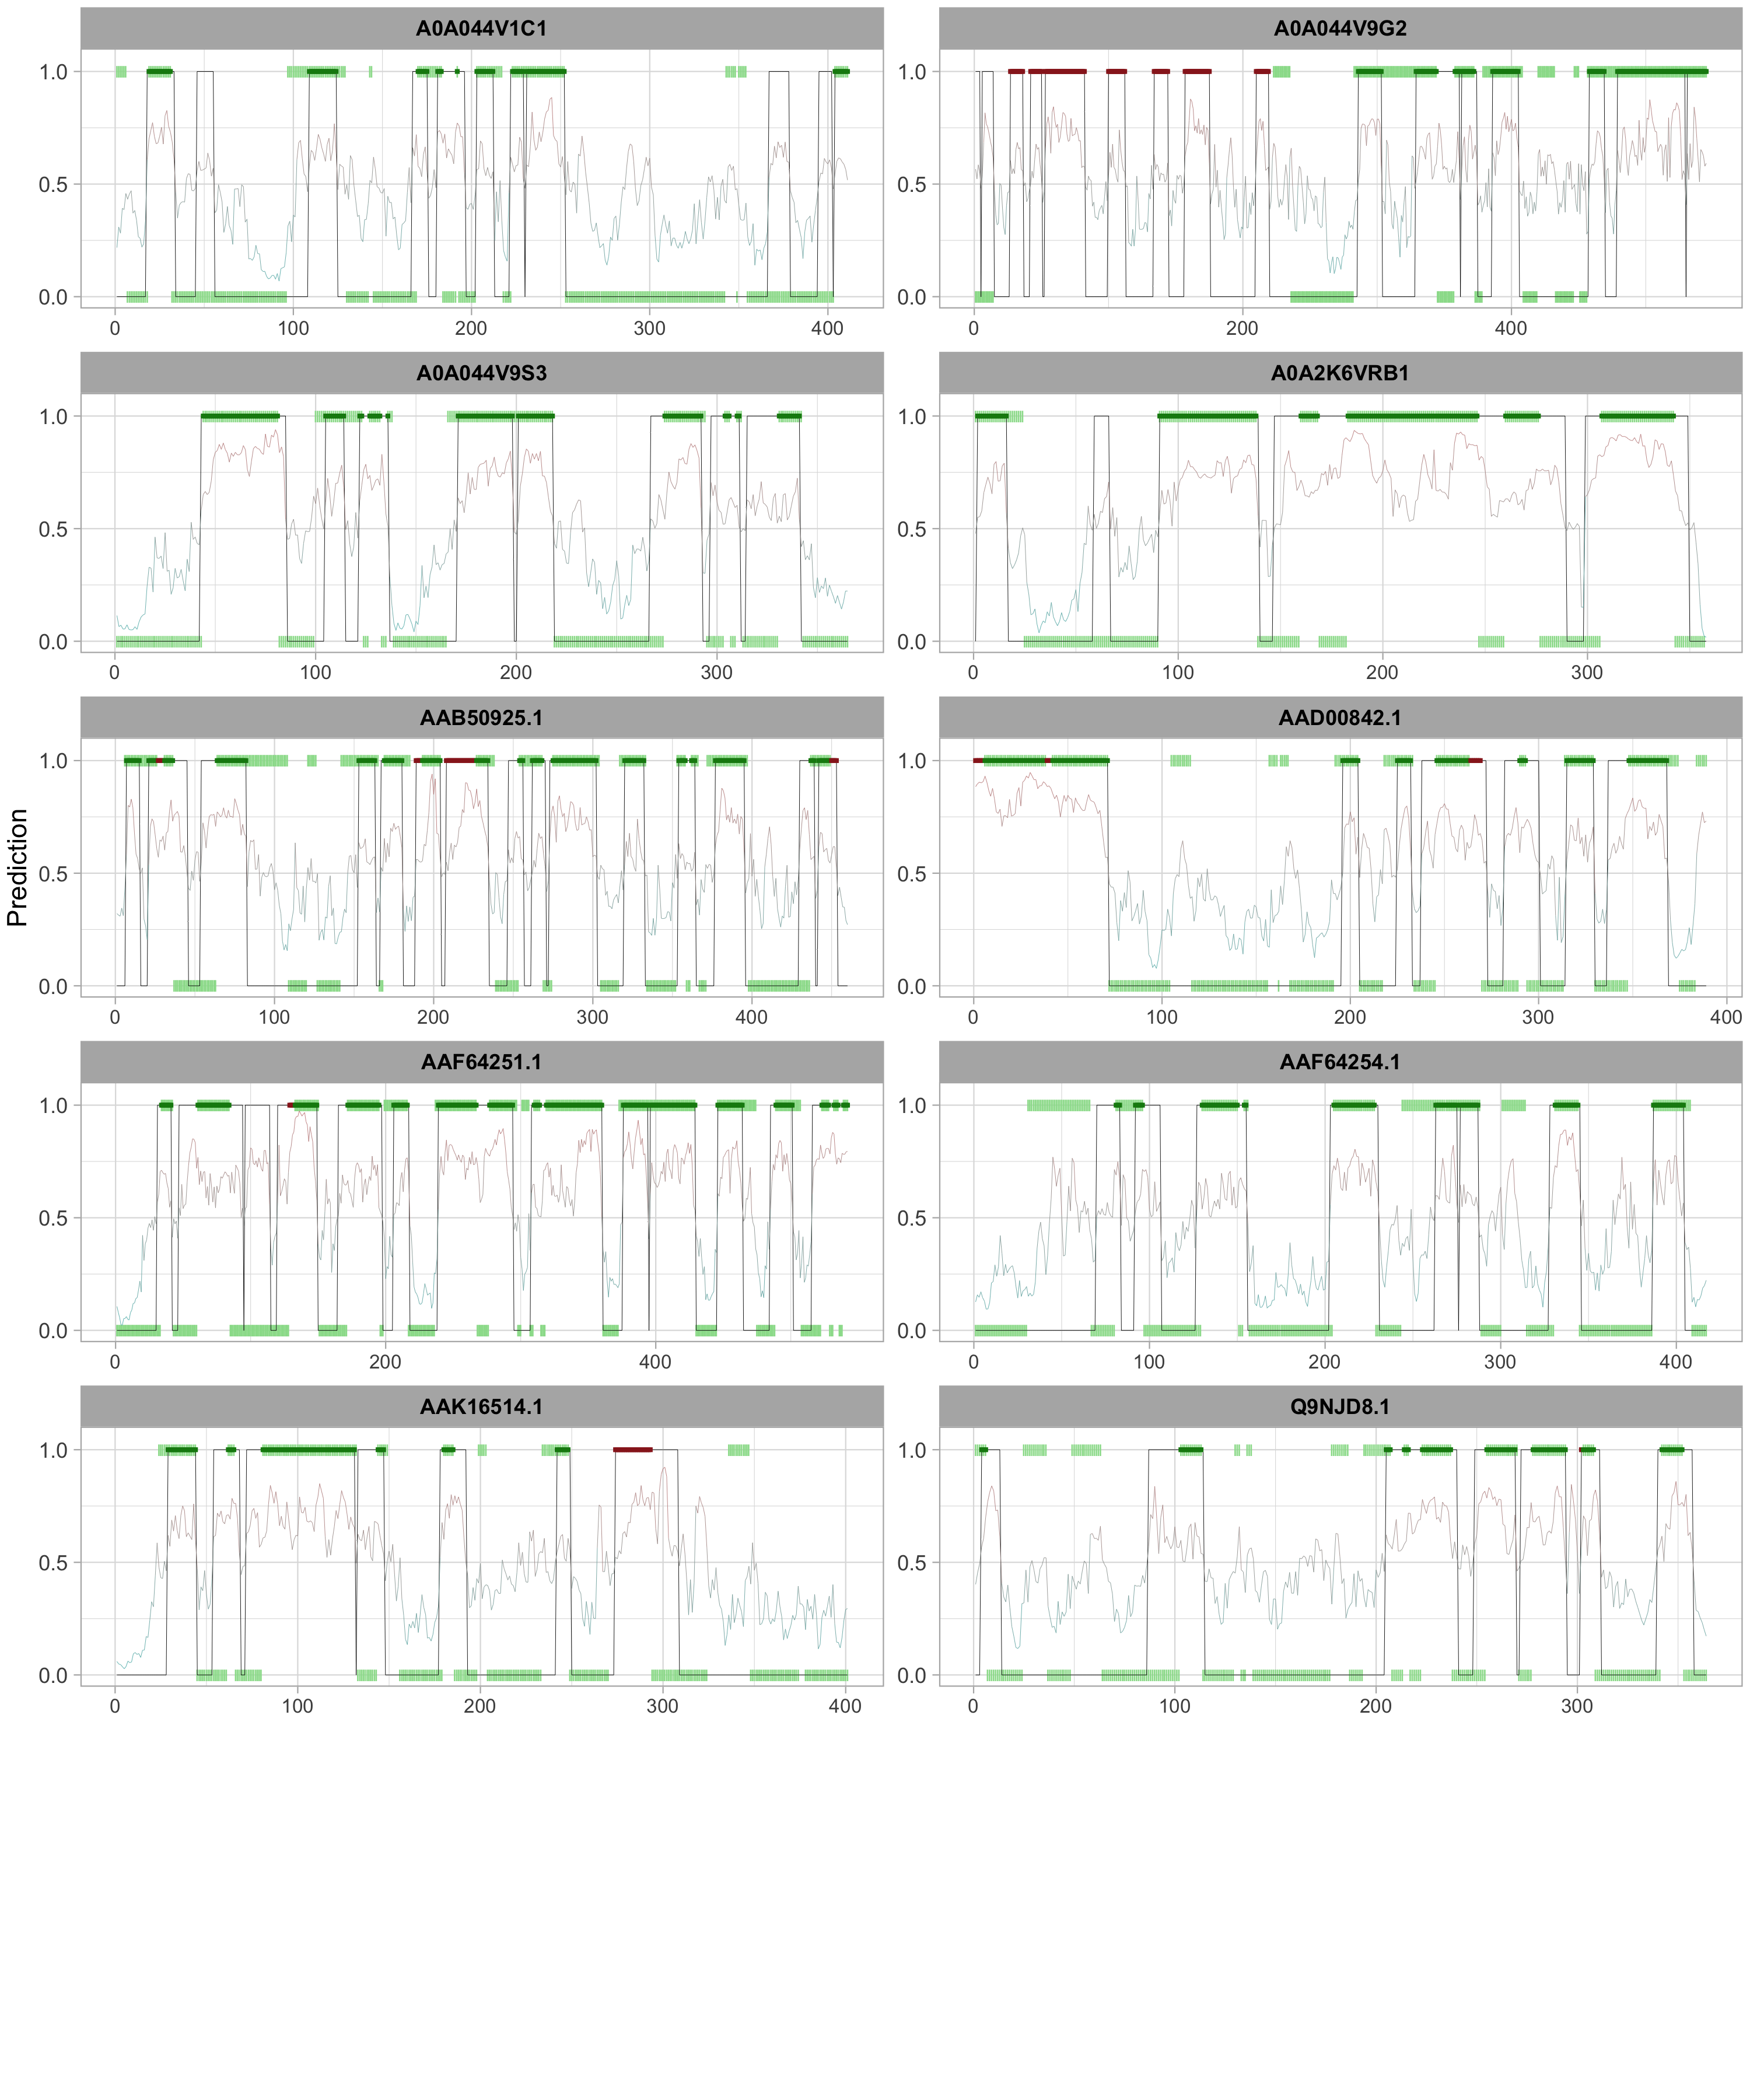 A0A044V1C1 A0A044V9G2
1.0 1.0
0.5 0.5
0.0 0.0
0 100 200 300 400 0 200 400
A0A044V9S3 A0A2K6VRB1
1.0 1.0
0.5 0.5
0.0 0.0
0 100 200 300 0 100 200 300
AAB50925.1 AAD00842.1
1.0 1.0
Prediction
0.5 0.5
0.0 0.0
0 100 200 300 400 0 100 200 300 400
AAF64251.1 AAF64254.1
1.0 1.0
0.5 0.5
0.0 0.0
0 200 400 0 100 200 300 400
AAK16514.1 Q9NJD8.1
1.0 1.0
0.5 0.5
0.0 0.0
0 100 200 300 400 0 100 200 300